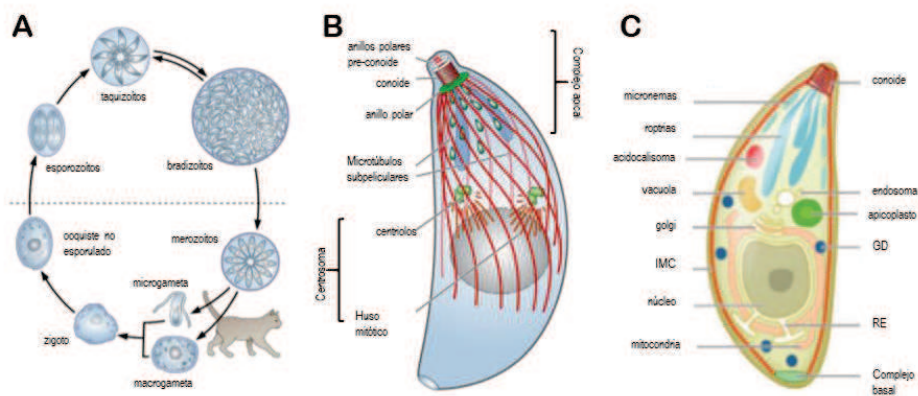 A
taquizoitos
esporozoitos
bradizoitos
ooquiste no
esporulado
merozoitos
microgameta
zigoto
macrogameta
B
anillos polares
pre-conoide
conoide
anillo polar
Complejo apical
Microtúbulos
subpeliculares
centriolos
Centrosoma
Huso
mitótico
C
conoide
micronemas
roptrias
acidocalisoma
vacuola
endosoma
apicoplasto
golgi
GD
IMC
núcleo
RE
mitocondria
Complejo
basal